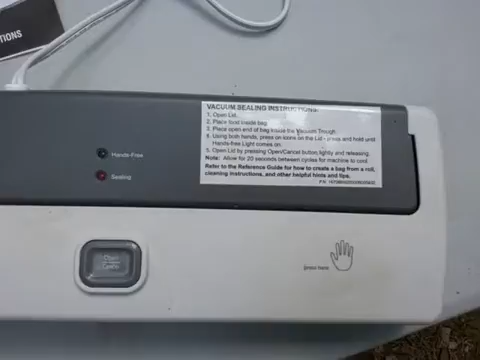 TIONS
VACUUM SEALING INSTRUCTIONS:
1. Open Lid.
2. Place food inside bag.
3. Place open end of bag inside the Vacuum Trough.
4. Using both hands, press on icons on the Lid - press and hold until
Hands-free Light comes on.
5. Open Lid by pressing Open/Cancel button lightly and releasing.
Note: Allow for 20 seconds between cycles for machine to cool.
Refer to the Reference Guide for how to create a bag from a roll,
cleaning instructions, and other helpful hints and tips.
P/N
Hands-Free
Sealing
Open
Cancel
press here